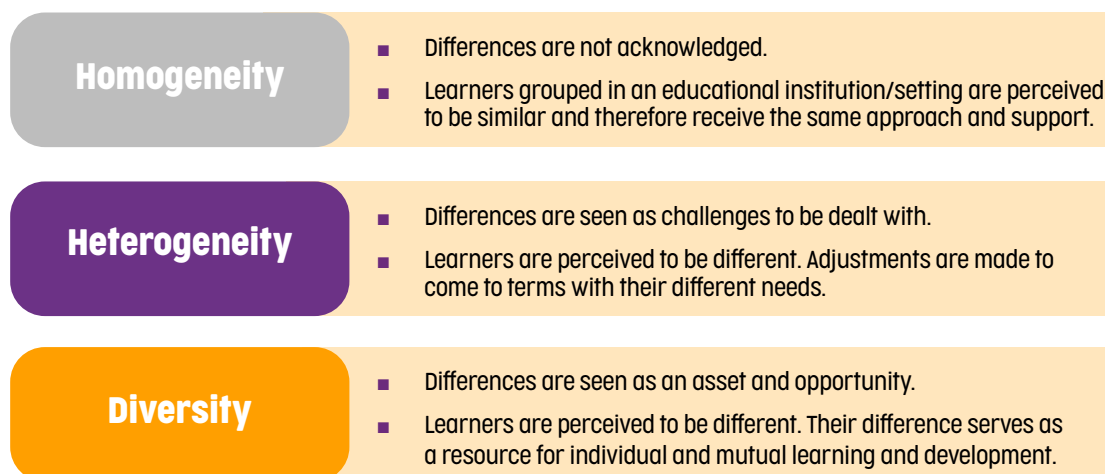 Homogeneity
■ Differences are not acknowledged.
■ Learners grouped in an educational institution/setting are perceived
to be similar and therefore receive the same approach and support.
Heterogeneity
■ Differences are seen as challenges to be dealt with.
■ Learners are perceived to be different. Adjustments are made to
come to terms with their different needs.
Diversity
■ Differences are seen as an asset and opportunity.
■ Learners are perceived to be different. Their difference serves as
a resource for individual and mutual learning and development.